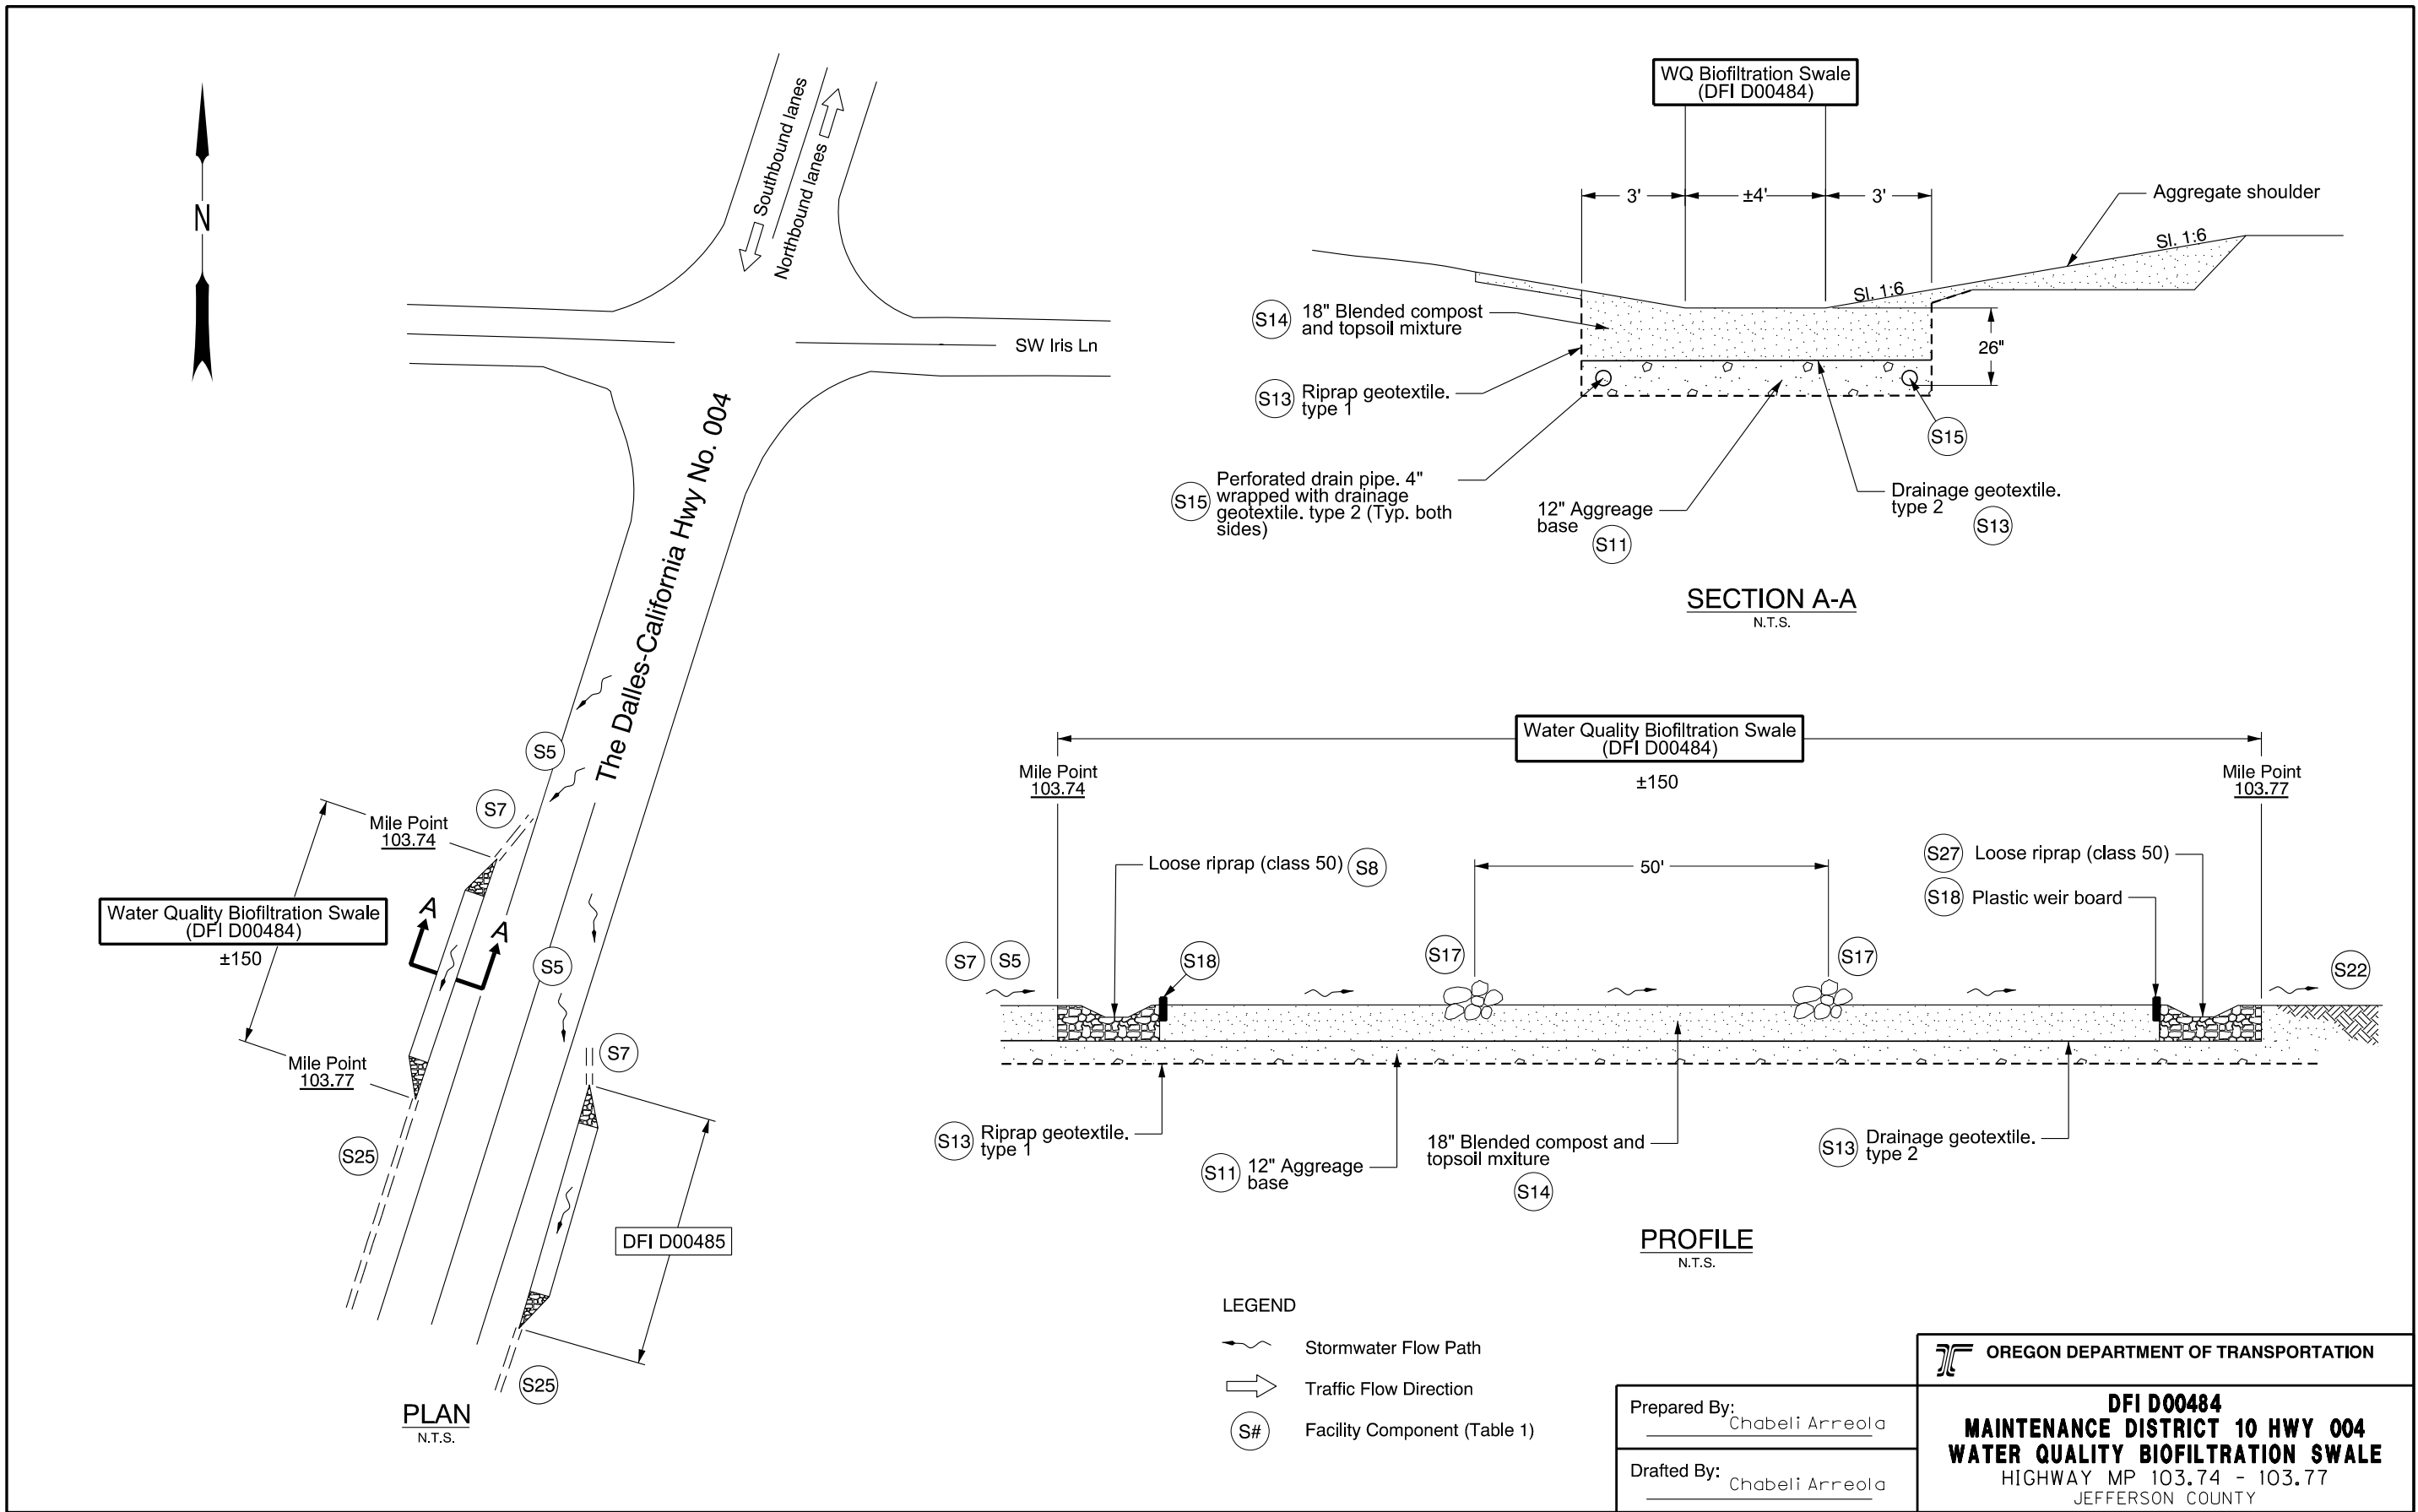 N
Southbound lanes
Northbound lanes
SW Iris Ln
The Dalles-California Hwy No. 004
S5
S7
Mile Point
103.74
Water Quality Biofiltration Swale
(DFI D00484)
±150
A
A
S5
Mile Point
103.77
S7
S25
DFI D00485
S25
PLAN
N.T.S.
WQ Biofiltration Swale
(DFI D00484)
3'
±4'
3'
Aggregate shoulder
Sl. 1:6
Sl. 1:6
S14
18" Blended compost
and topsoil mixture
26"
S13
Riprap geotextile.
type 1
S15
S15
Perforated drain pipe. 4"
wrapped with drainage
geotextile. type 2 (Typ. both
sides)
12" Aggreage
base
S11
Drainage geotextile.
type 2
S13
SECTION A-A
N.T.S.
Water Quality Biofiltration Swale
(DFI D00484)
±150
Mile Point
103.74
Mile Point
103.77
Loose riprap (class 50)
S8
50'
S27
Loose riprap (class 50)
S18
Plastic weir board
S7
S5
S18
S17
S17
S22
S13
Riprap geotextile.
type 1
S11
12" Aggreage
base
18" Blended compost and
topsoil mxiture
S14
S13
Drainage geotextile.
type 2
PROFILE
N.T.S.
LEGEND
Stormwater Flow Path
Traffic Flow Direction
S#
Facility Component (Table 1)
Prepared By:
Chabeli Arreola
Drafted By:
Chabeli Arreola
OREGON DEPARTMENT OF TRANSPORTATION
DFI D00484
MAINTENANCE DISTRICT 10 HWY 004
WATER QUALITY BIOFILTRATION SWALE
HIGHWAY MP 103.74 - 103.77
JEFFERSON COUNTY